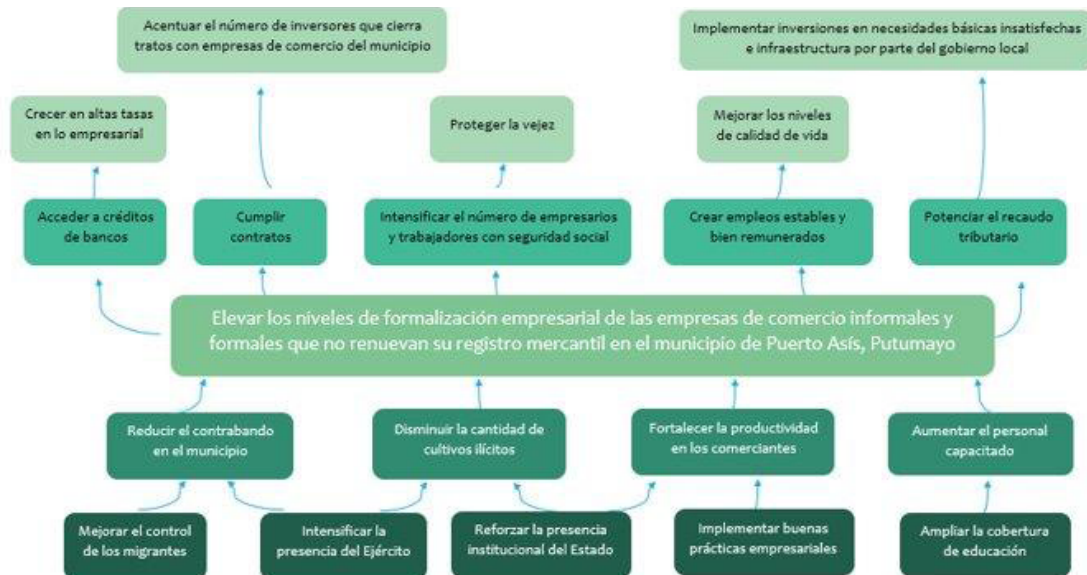 Acentuar el número de inversores que cierra
tratos con empresas de comercio del municipio
Implementar inversiones en necesidades básicas insatisfechas
e infraestructura por parte del gobierno local
Crecer en altas tasas
en lo empresarial
Proteger la vejez
Mejorar los niveles
de calidad de vida
Acceder a créditos
de bancos
Cumplir
contratos
Intensificar el número de empresarios
y trabajadores con seguridad social
Crear empleos estables y
bien remunerados
Potenciar el recaudo
tributario
Elevar los niveles de formalización empresarial de las empresas de comercio informales y
formales que no renuevan su registro mercantil en el municipio de Puerto Asís, Putumayo
Reducir el contrabando
en el municipio
Disminuir la cantidad de
cultivos ilícitos
Fortalecer la productividad
en los comerciantes
Aumentar el personal
capacitado
Mejorar el control
de los migrantes
Intensificar la
presencia del Ejército
Reforzar la presencia
institucional del Estado
Implementar buenas
prácticas empresariales
Ampliar la cobertura
de educación